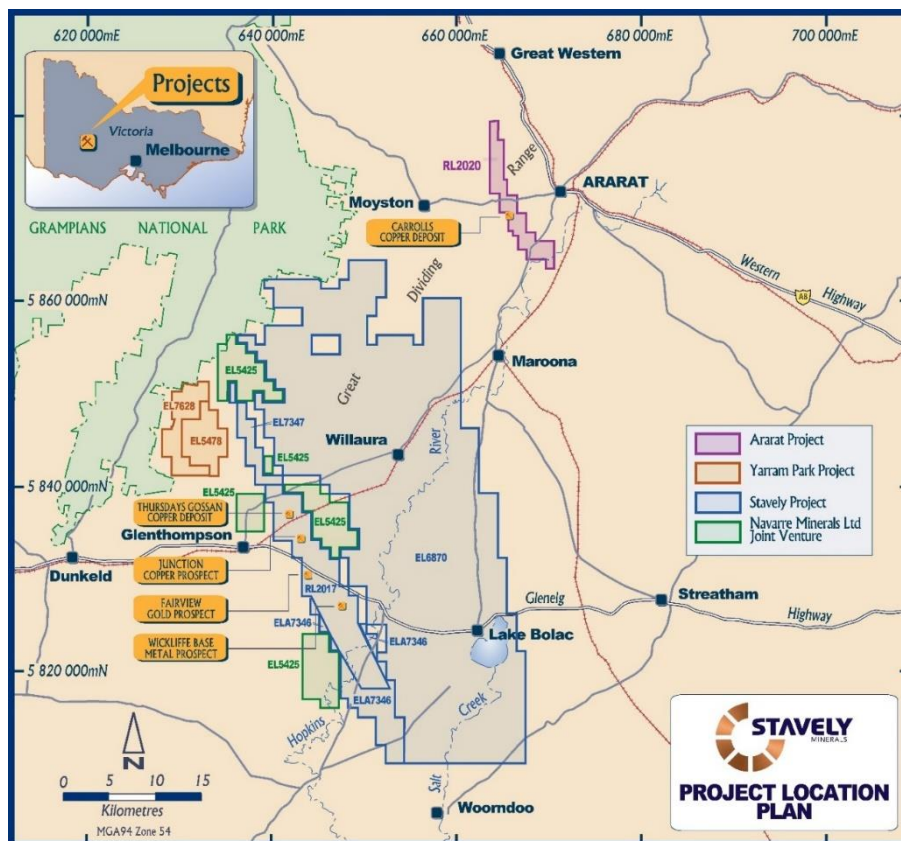 620 000mE
640 000mE
660 000mE
680 000mE
700 000mE
Projects
Victoria
Melbourne
Great Western
RL2020
Range
ARARAT
Moyston
CARROLLS
COPPER DEPOSIT
GRAMPIANS
NATIONAL
PARK
Dividing
Western
Highway
A8
5 860 000mN
Great
Maroona
EL5425
EL7628
EL5478
EL7347
Willaura
River
EL5425
Ararat Project
Yarram Park Project
Stavely Project
Navarre Minerals Ltd
Joint Venture
5 840 000mN
EL5425
THURSDAYS GOSSAN
COPPER DEPOSIT
EL5425
Glenthompson
Dunkeld
JUNCTION
COPPER PROSPECT
EL6870
FAIRVIEW
GOLD PROSPECT
RL2017
Glenelg
Highway
Streatham
ELA7346
WICKLIFFE BASE
METAL PROSPECT
ELA7346
Lake Bolac
EL5425
5 820 000mN
ELA7346
Hopkins
Creek
Salt
N
0 5 10 15
Kilometres
MGA94 Zone 54
Woorndoo
STAVELY
MINERALS
PROJECT LOCATION
PLAN